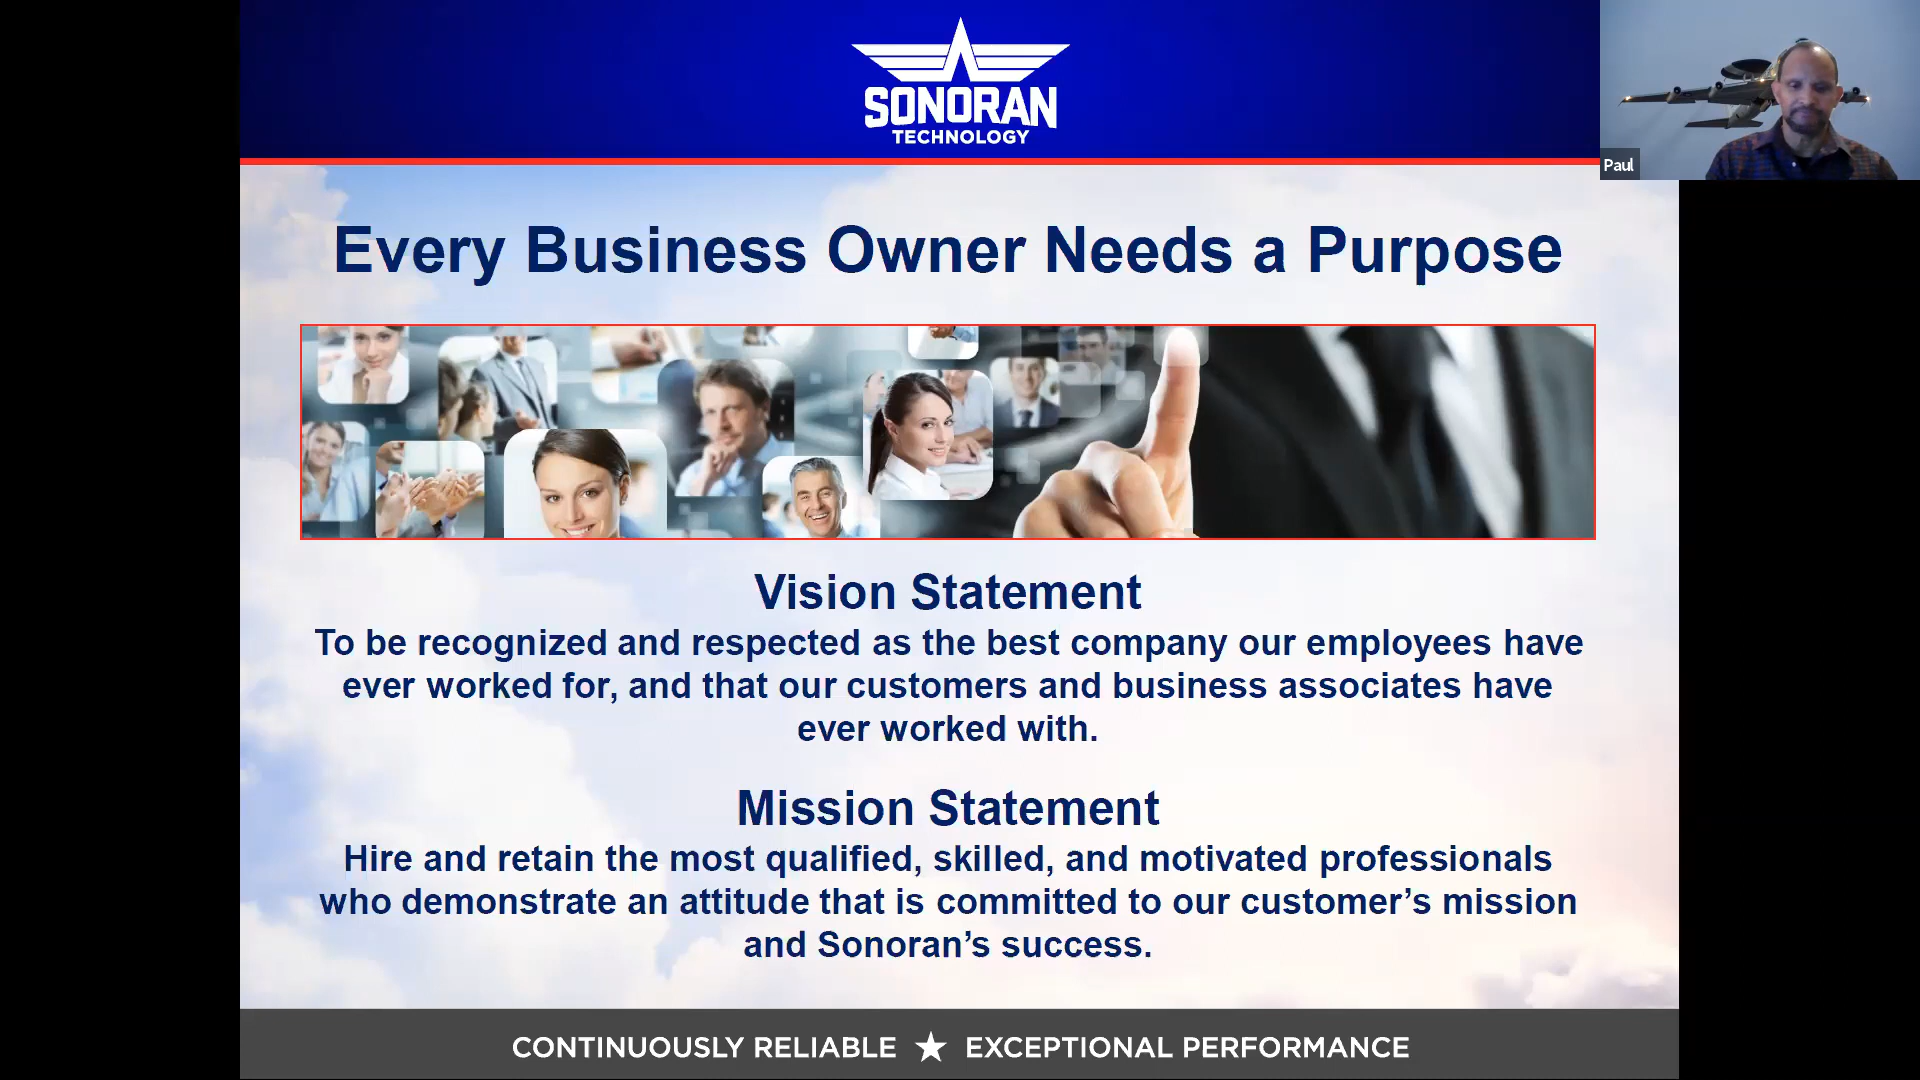 SONORAN
TECHNOLOGY
Paul
Every Business Owner Needs a Purpose
Vision Statement
To be recognized and respected as the best company our employees have
ever worked for, and that our customers and business associates have
ever worked with.
Mission Statement
Hire and retain the most qualified, skilled, and motivated professionals
who demonstrate an attitude that is committed to our customer’s mission
and Sonoran’s success.
CONTINUOUSLY RELIABLE ★ EXCEPTIONAL PERFORMANCE